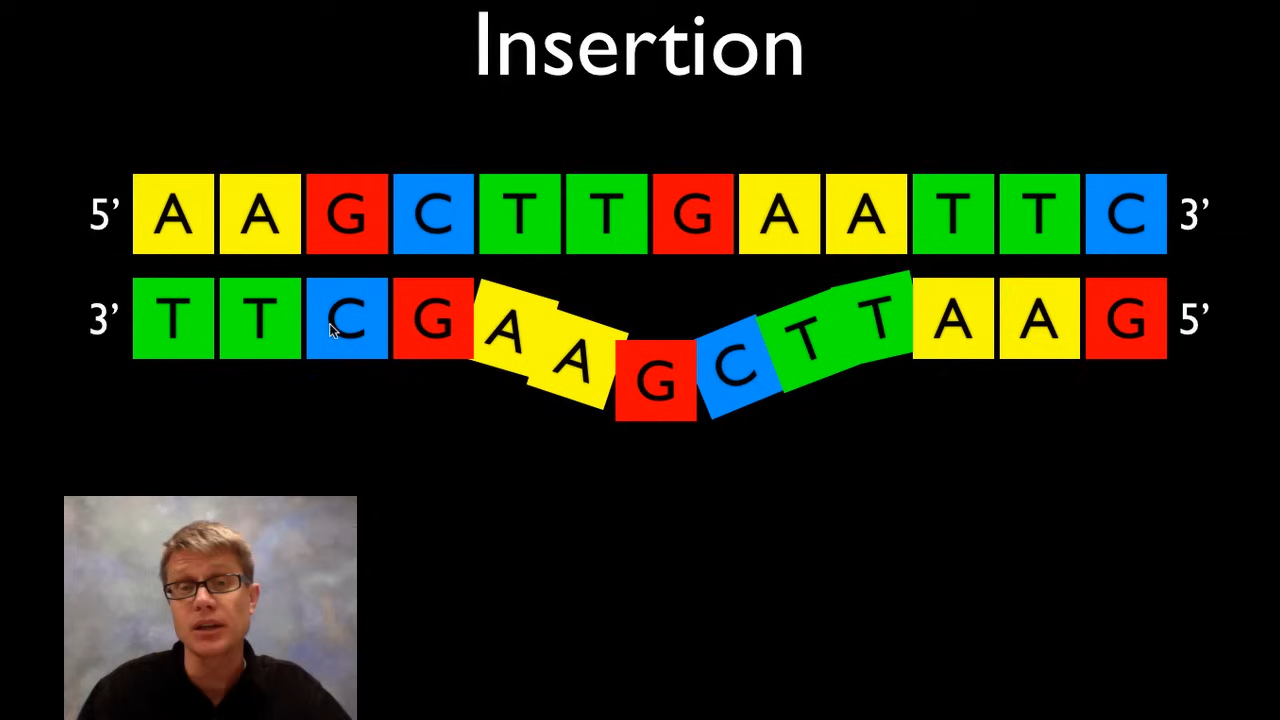 Insertion
5’ A A G C T T G A A T T C 3’
3’ T T C G A A G C T T A A G 5’